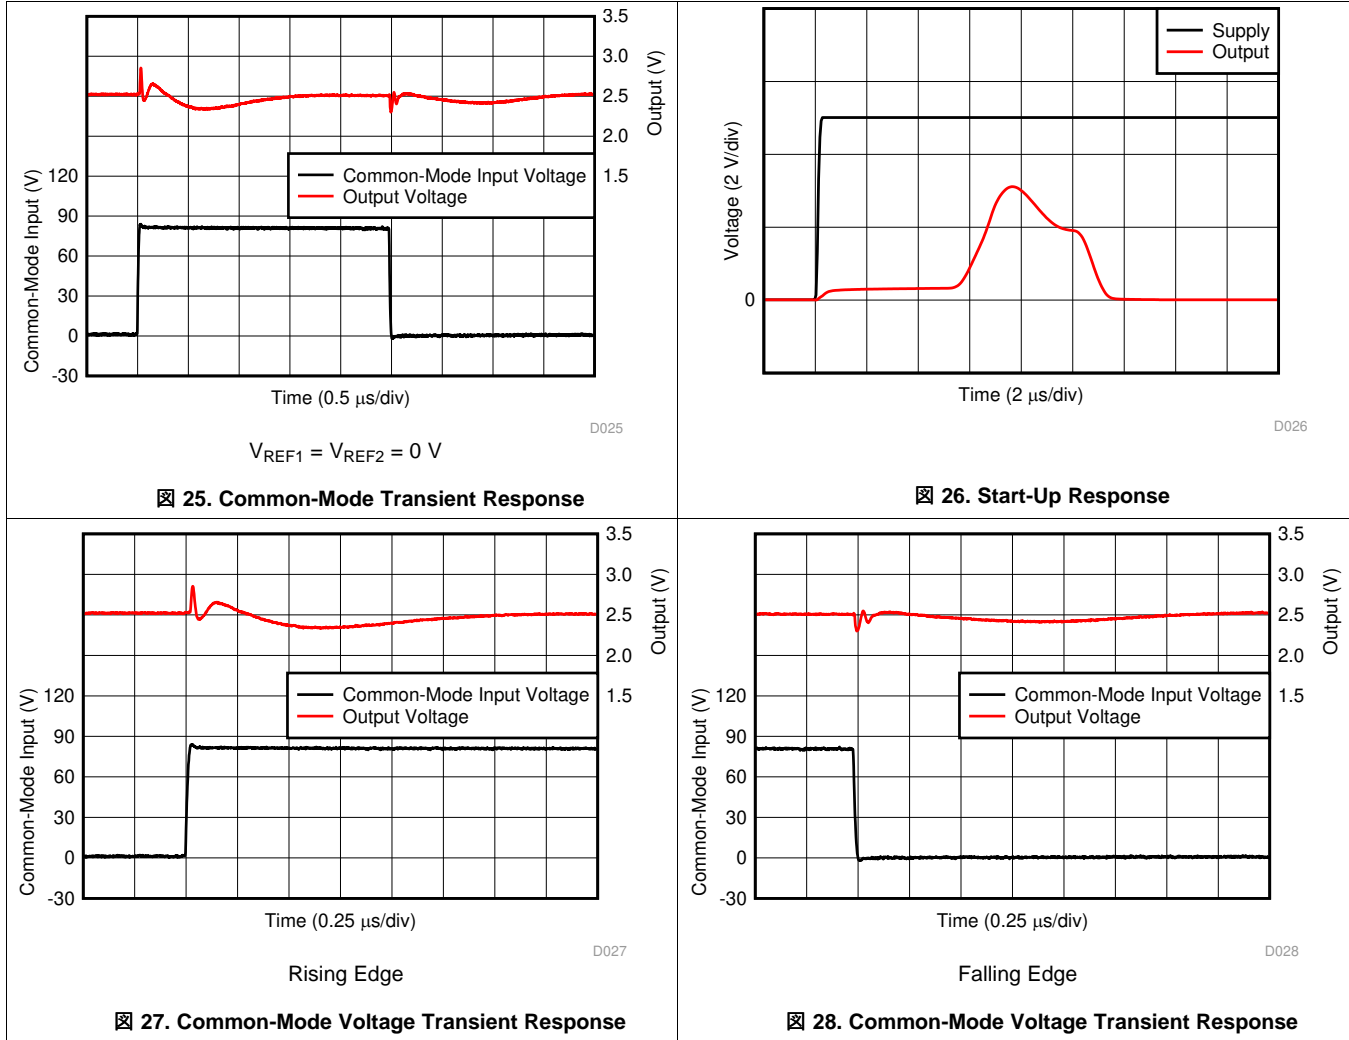 3.5
3.0
2.5
2.0
1.5
Output (V)
120
90
60
30
0
-30
Common-Mode Input (V)
Common-Mode Input Voltage
Output Voltage
Time (0.5 μs/div)
D025
VREF1 = VREF2 = 0 V
図 25. Common-Mode Transient Response
Supply
Output
Voltage (2 V/div)
0
Time (2 μs/div)
D026
図 26. Start-Up Response
3.5
3.0
2.5
2.0
1.5
Output (V)
120
90
60
30
0
-30
Common-Mode Input (V)
Common-Mode Input Voltage
Output Voltage
Time (0.25 μs/div)
D027
Rising Edge
図 27. Common-Mode Voltage Transient Response
3.5
3.0
2.5
2.0
1.5
Output (V)
120
90
60
30
0
-30
Common-Mode Input (V)
Common-Mode Input Voltage
Output Voltage
Time (0.25 μs/div)
D028
Falling Edge
図 28. Common-Mode Voltage Transient Response